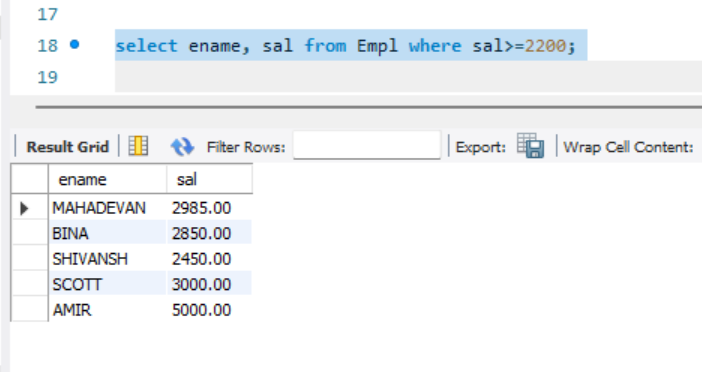 17
18 select ename, sal from Empl where sal>=2200;
19
Result Grid Filter Rows: Export: Wrap Cell Content:
ename sal
MAHADEVAN 2985.00
BINA 2850.00
SHIVANSH 2450.00
SCOTT 3000.00
AMIR 5000.00